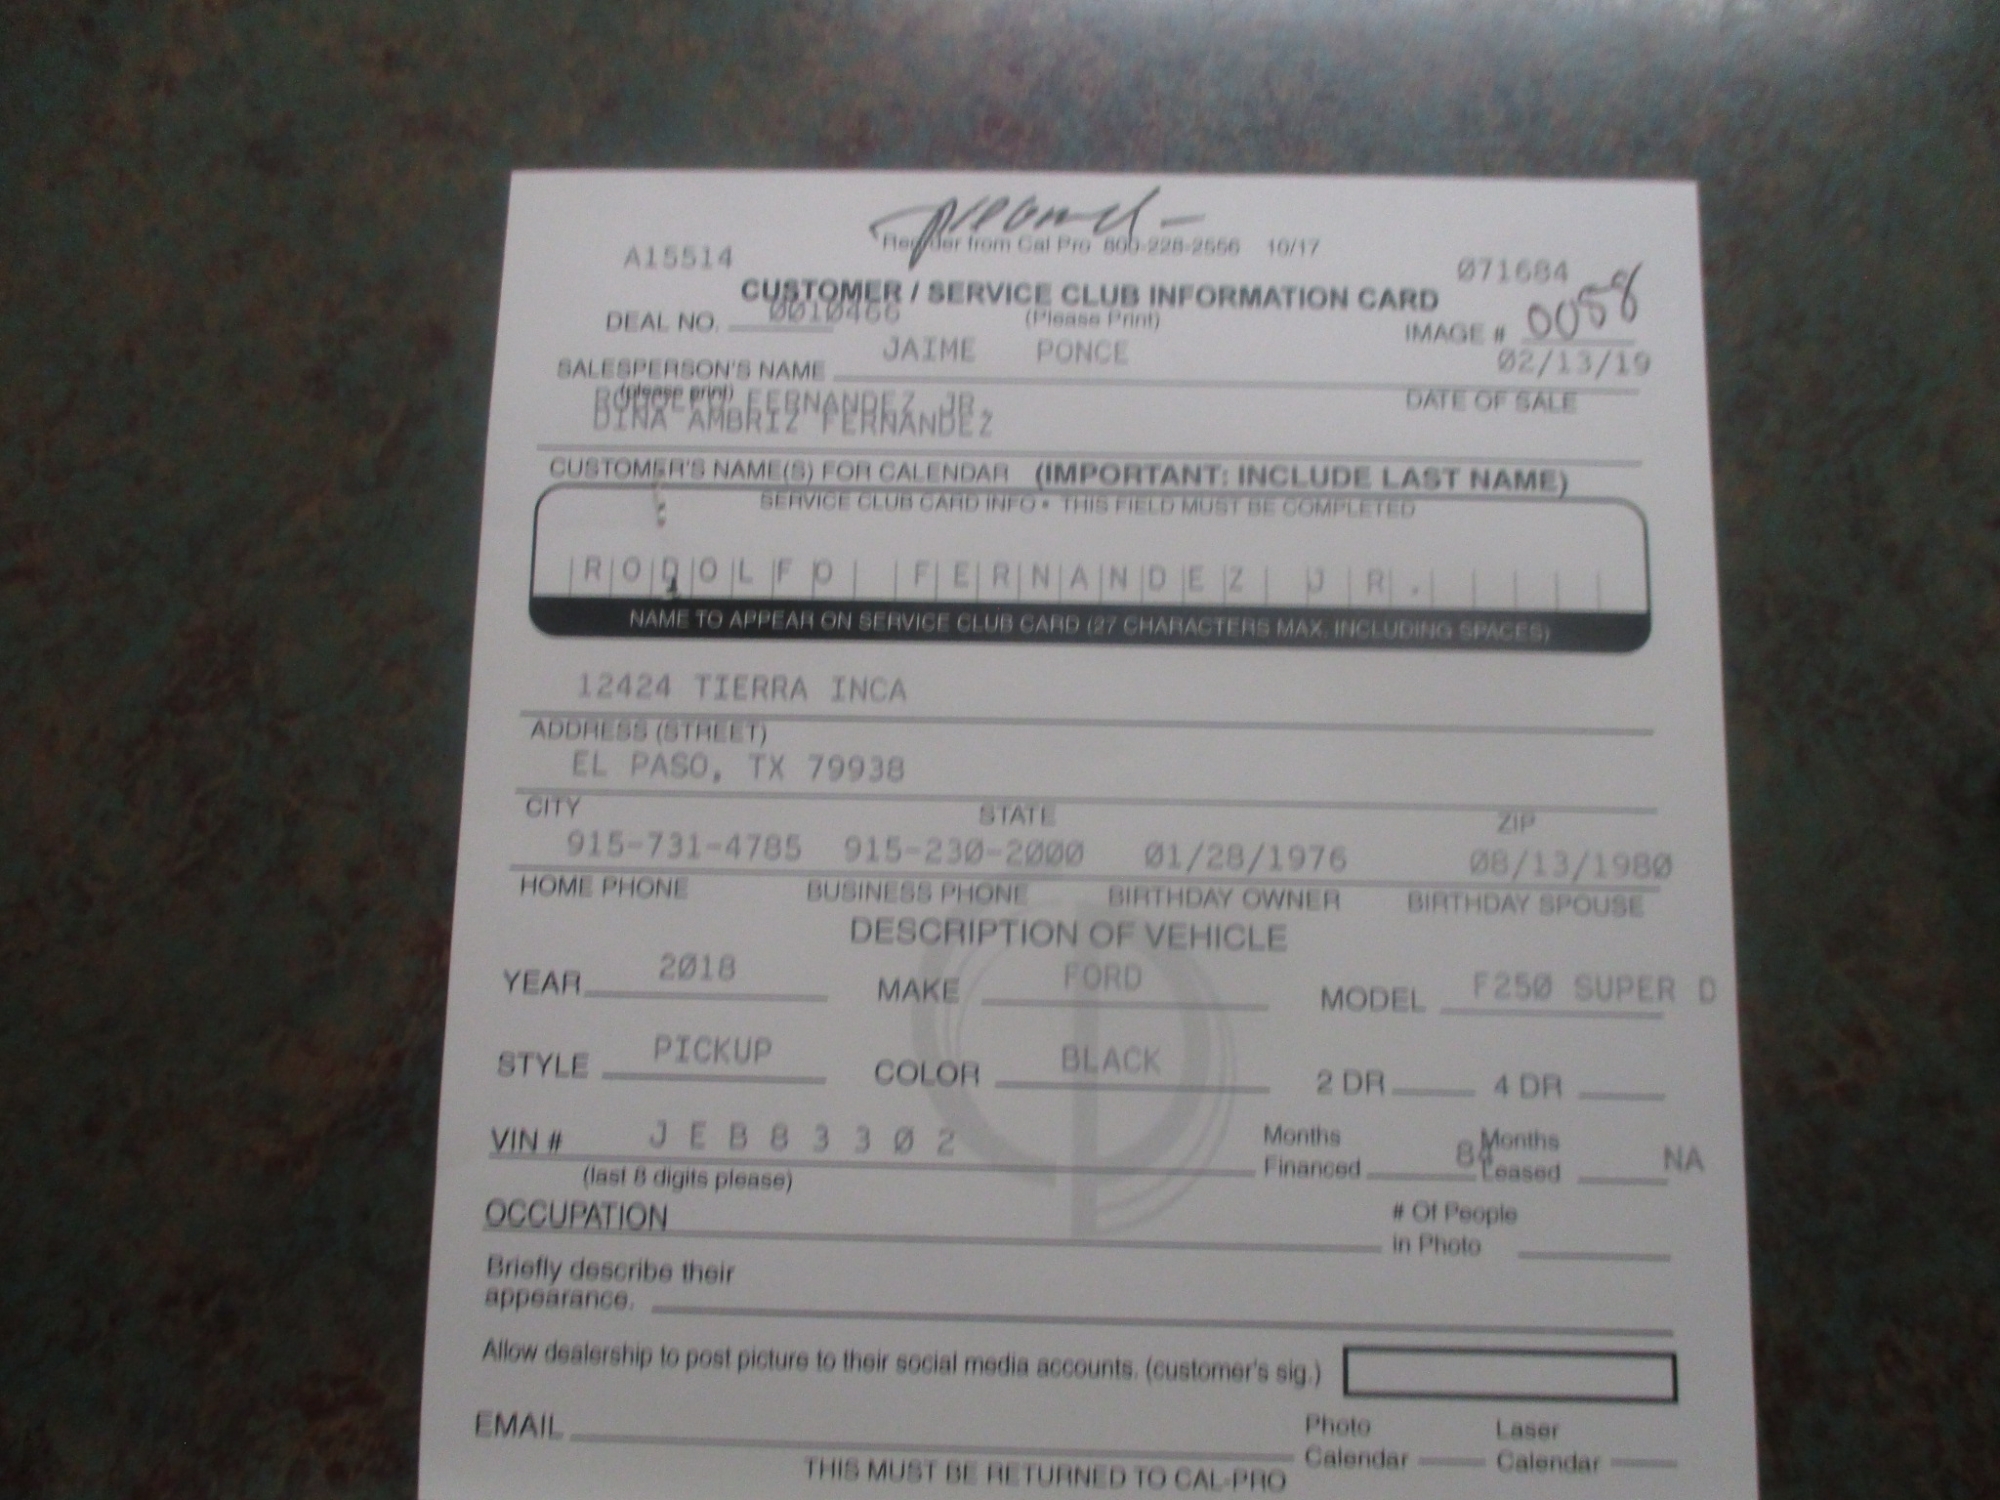 Reorder from Cal Pro 800-228-2556 10/17
A15514
071684
CUSTOMER / SERVICE CLUB INFORMATION CARD
DEAL NO. 0010466 (Please Print) IMAGE # 0058
JAIME PONCE 02/13/19
SALESPERSON'S NAME
(please print) DATE OF SALE
RODOLFO FERNANDEZ JR.
DINA AMBRIZ FERNANDEZ
CUSTOMER'S NAME(S) FOR CALENDAR (IMPORTANT: INCLUDE LAST NAME)
SERVICE CLUB CARD INFO • THIS FIELD MUST BE COMPLETED
RODOLFO FERNANDEZ JR.
NAME TO APPEAR ON SERVICE CLUB CARD (27 CHARACTERS MAX. INCLUDING SPACES)
12424 TIERRA INCA
ADDRESS (STREET)
EL PASO, TX 79938
CITY STATE ZIP
915-731-4785 915-230-2000 01/28/1976 08/13/1980
HOME PHONE BUSINESS PHONE BIRTHDAY OWNER BIRTHDAY SPOUSE
DESCRIPTION OF VEHICLE
YEAR 2018 MAKE FORD MODEL F250 SUPER D
STYLE PICKUP COLOR BLACK 2 DR 4 DR
VIN # JEB83302 Months Financed 84 Months Leased NA
(last 8 digits please)
OCCUPATION # Of People in Photo
Briefly describe their
appearance.
Allow dealership to post picture to their social media accounts. (customer's sig.)
EMAIL Photo Calendar Laser Calendar
THIS MUST BE RETURNED TO CAL-PRO